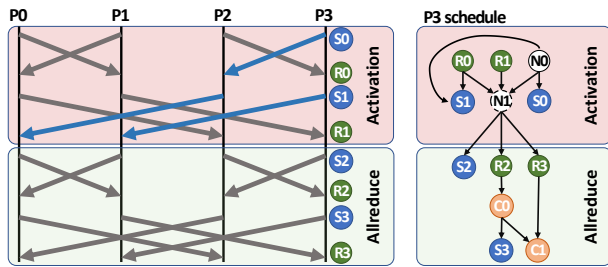 P0 P1 P2 P3
S0
R0
S1
R1
Activation
S2
R2
S3
R3
Allreduce
P3 schedule
R0 R1 N0
S1 N1 S0
Activation
S2 R2 R3
C0
S3 C1
Allreduce